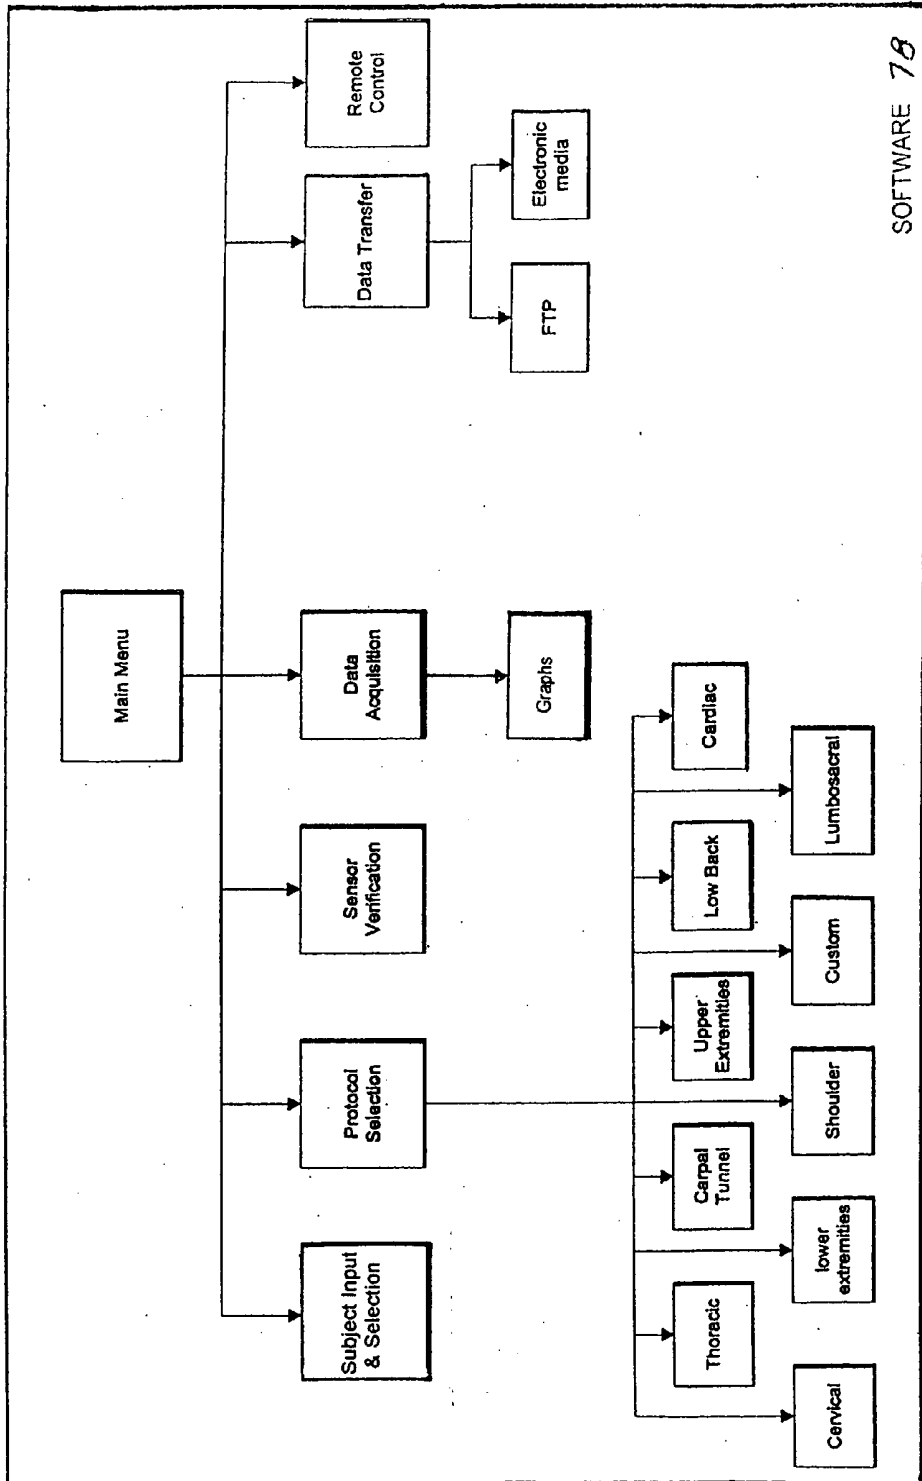 Main Menu
Subject Input
& Selection
Protocol
Selection
Sensor
Verification
Data
Acquisition
Data Transfer
Remote
Control
Graphs
FTP
Electronic
media
Thoracic
Carpal
Tunnel
Upper
Extremities
Low Back
Cardiac
Cervical
lower
extremities
Shoulder
Custom
Lumbosacral
SOFTWARE 78